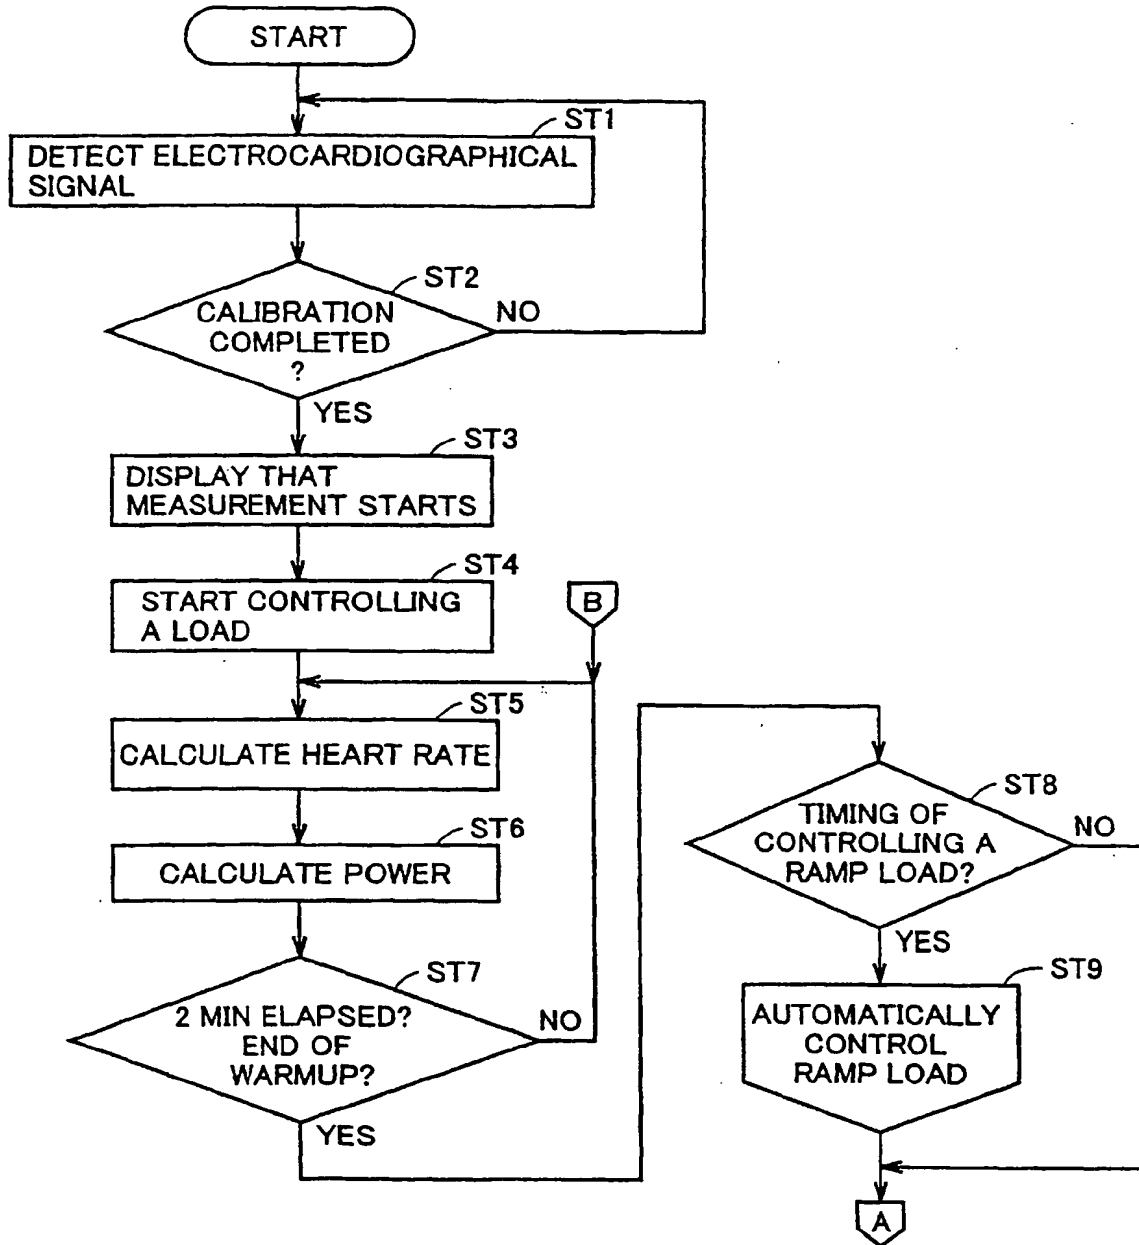 START
ST1
DETECT ELECTROCARDIOGRAPHICAL
SIGNAL
ST2
CALIBRATION
COMPLETED
?
NO
YES
ST3
DISPLAY THAT
MEASUREMENT STARTS
ST4
START CONTROLLING
A LOAD
B
ST5
CALCULATE HEART RATE
ST6
CALCULATE POWER
ST7
2 MIN ELAPSED?
END OF
WARMUP?
NO
YES
ST8
TIMING OF
CONTROLLING A
RAMP LOAD?
NO
YES
ST9
AUTOMATICALLY
CONTROL
RAMP LOAD
A